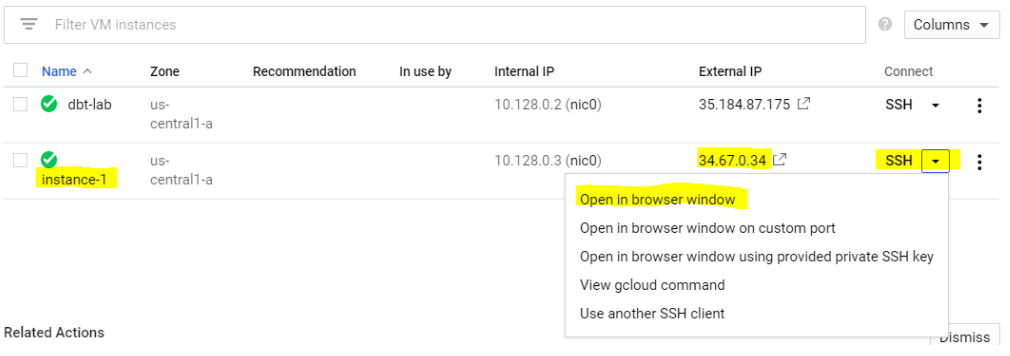 Filter VM instances
Columns
Name Zone Recommendation In use by Internal IP External IP Connect
dbt-lab us- 10.128.0.2 (nic0) 35.184.87.175 SSH
central1-a
us- 10.128.0.3 (nic0) 34.67.0.34 SSH
instance-1 central1-a
Open in browser window
Open in browser window on custom port
Open in browser window using provided private SSH key
View gcloud command
Use another SSH client
Related Actions Dismiss